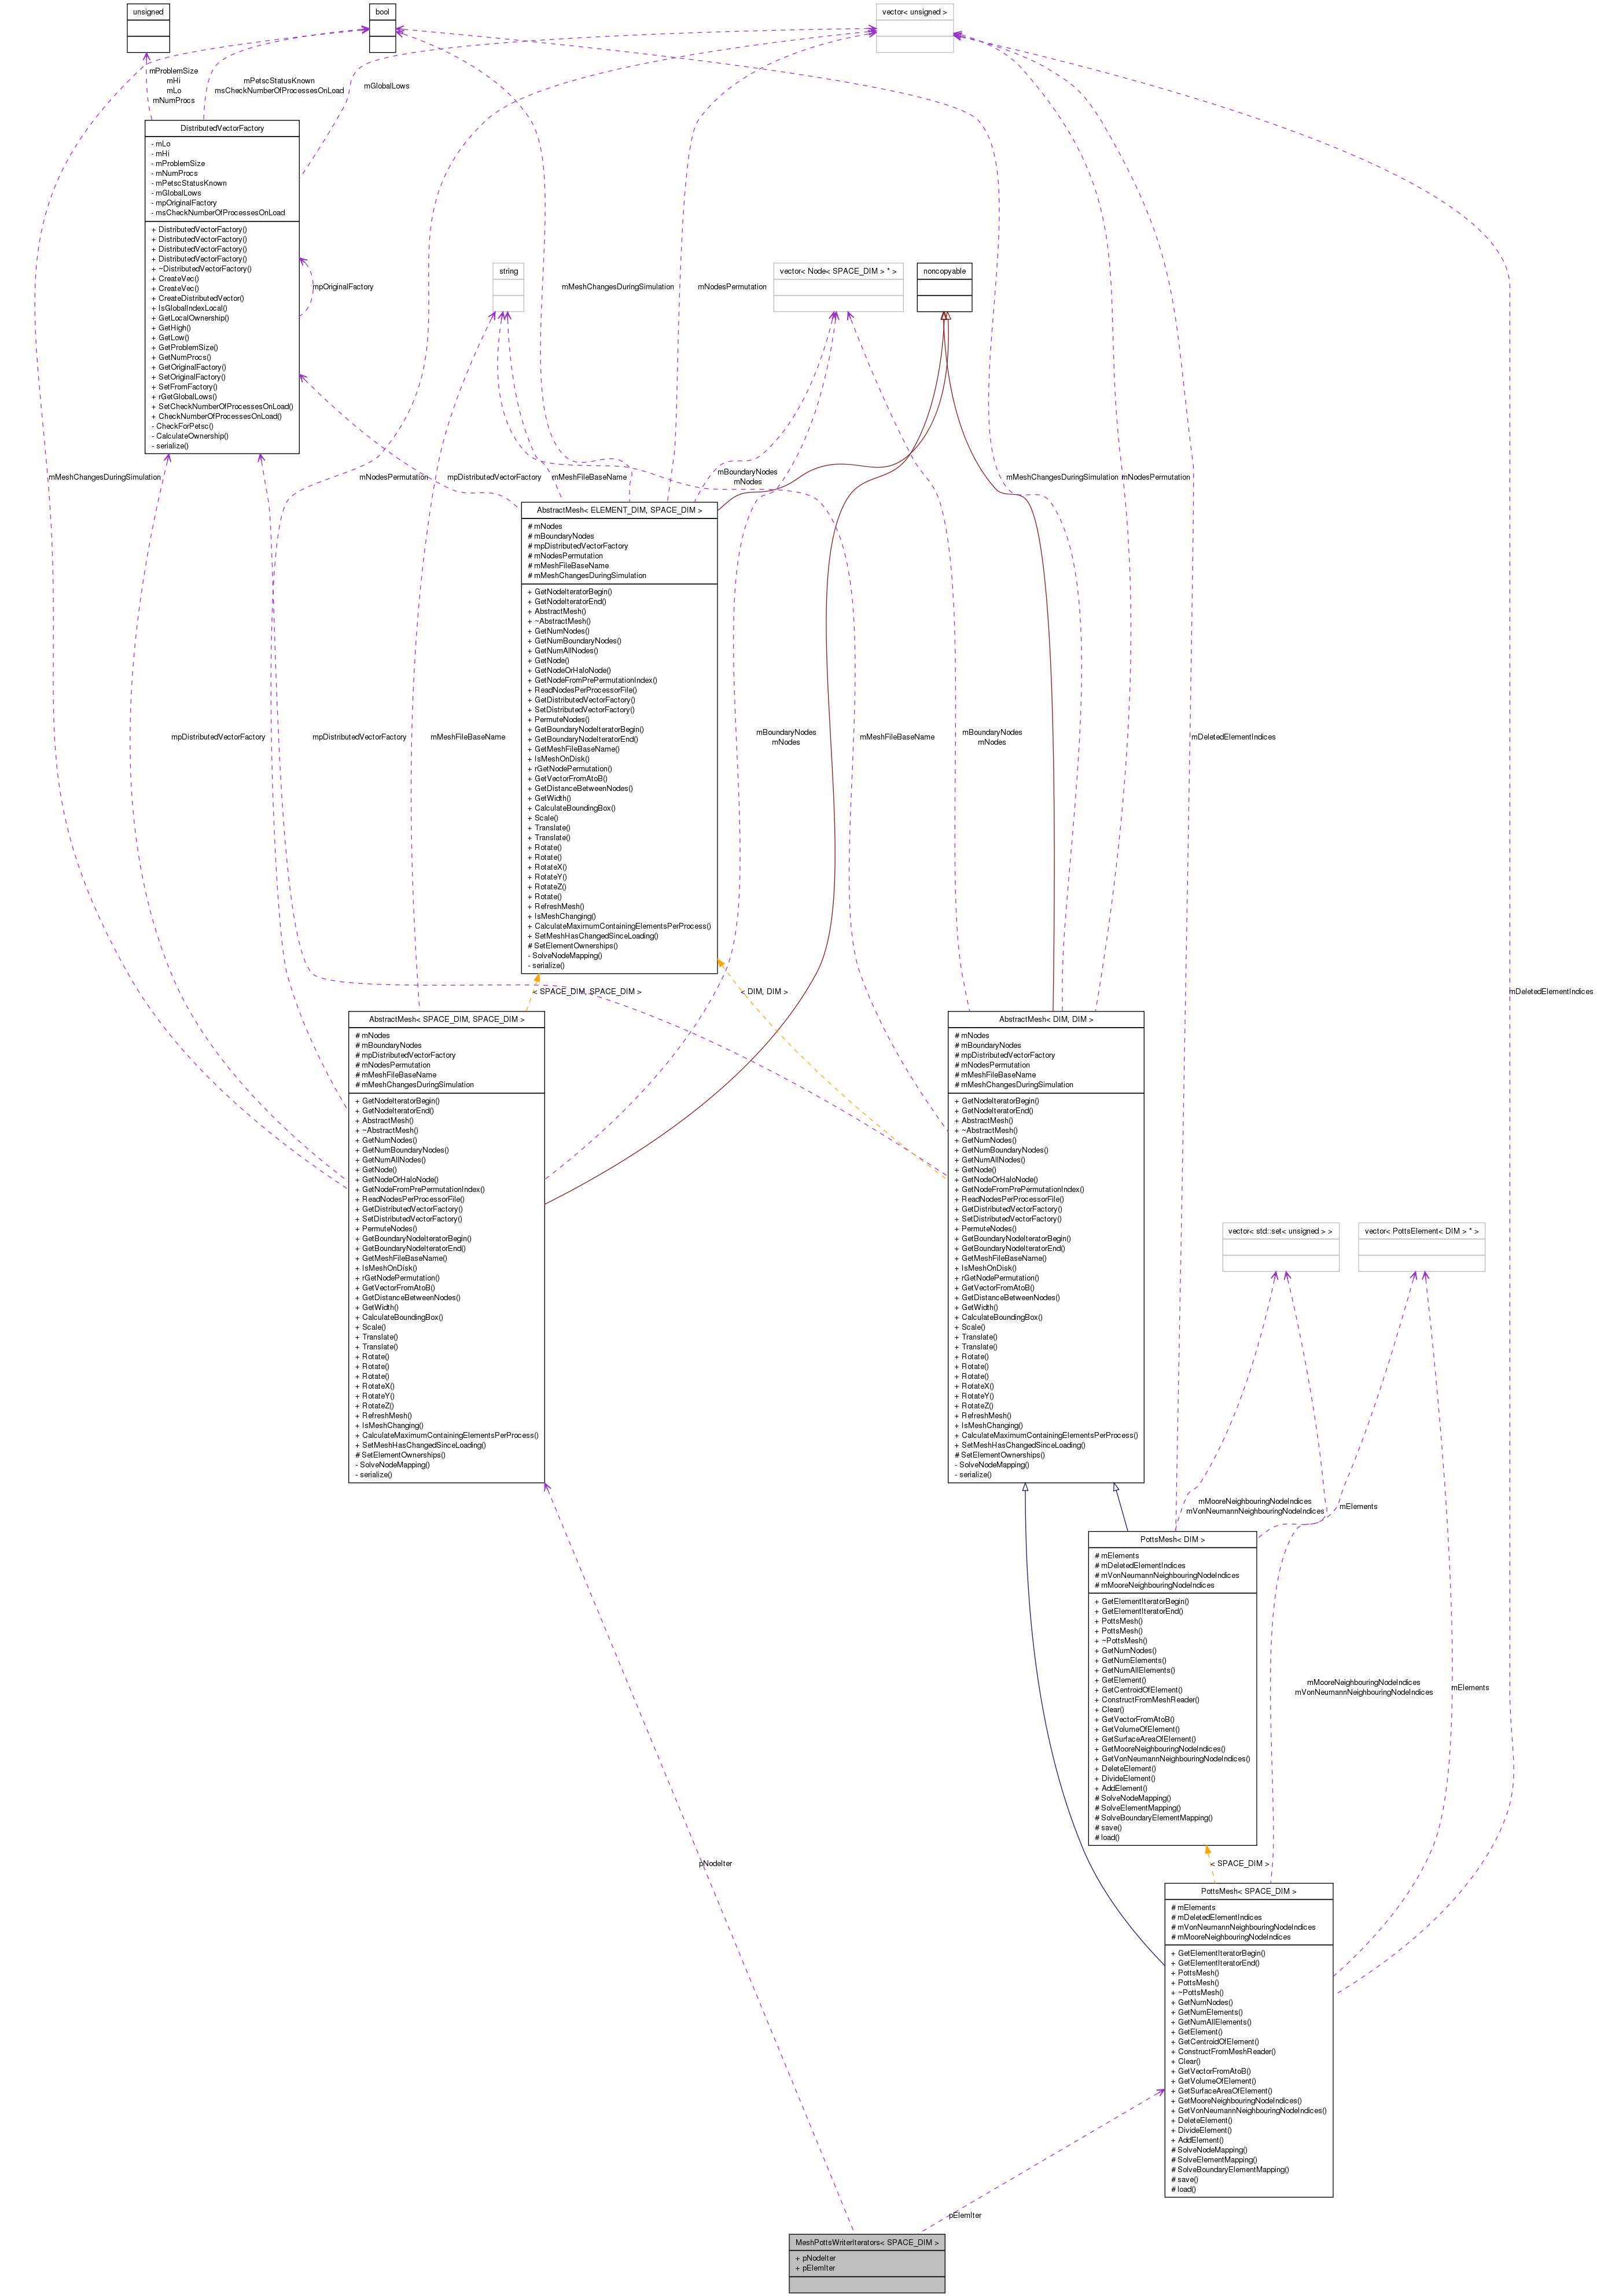 unsigned
bool
vector< unsigned >
mProblemSize
mHi
mLo
mNumProcs
mPetscStatusKnown
msCheckNumberOfProcessesOnLoad
mGlobalLows
DistributedVectorFactory
- mLo
- mHi
- mProblemSize
- mNumProcs
- mPetscStatusKnown
- mGlobalLows
- mpOriginalFactory
- msCheckNumberOfProcessesOnLoad
+ DistributedVectorFactory()
+ DistributedVectorFactory()
+ DistributedVectorFactory()
+ DistributedVectorFactory()
+ ~DistributedVectorFactory()
+ CreateVec()
+ CreateVec()
+ CreateDistributedVector()
+ IsGlobalIndexLocal()
+ GetLocalOwnership()
+ GetHigh()
+ GetLow()
+ GetProblemSize()
+ GetNumProcs()
+ GetOriginalFactory()
+ SetOriginalFactory()
+ SetFromFactory()
+ rGetGlobalLows()
+ SetCheckNumberOfProcessesOnLoad()
+ CheckNumberOfProcessesOnLoad()
- CheckForPetsc()
- CalculateOwnership()
- serialize()
mpOriginalFactory
string
vector< Node< SPACE_DIM > * >
noncopyable
mMeshChangesDuringSimulation
mNodesPermutation
mMeshChangesDuringSimulation
mNodesPermutation
mpDistributedVectorFactory
mMeshFileBaseName
mBoundaryNodes
mNodes
mMeshChangesDuringSimulation
mNodesPermutation
AbstractMesh< ELEMENT_DIM, SPACE_DIM >
# mNodes
# mBoundaryNodes
# mpDistributedVectorFactory
# mNodesPermutation
# mMeshFileBaseName
# mMeshChangesDuringSimulation
+ GetNodeIteratorBegin()
+ GetNodeIteratorEnd()
+ AbstractMesh()
+ ~AbstractMesh()
+ GetNumNodes()
+ GetNumBoundaryNodes()
+ GetNumAllNodes()
+ GetNode()
+ GetNodeOrHaloNode()
+ GetNodeFromPrePermutationIndex()
+ ReadNodesPerProcessorFile()
+ GetDistributedVectorFactory()
+ SetDistributedVectorFactory()
+ PermuteNodes()
+ GetBoundaryNodeIteratorBegin()
+ GetBoundaryNodeIteratorEnd()
+ GetMeshFileBaseName()
+ IsMeshOnDisk()
+ rGetNodePermutation()
+ GetVectorFromAtoB()
+ GetDistanceBetweenNodes()
+ GetWidth()
+ CalculateBoundingBox()
+ Scale()
+ Translate()
+ Translate()
+ Rotate()
+ Rotate()
+ RotateX()
+ RotateY()
+ RotateZ()
+ Rotate()
+ RefreshMesh()
+ IsMeshChanging()
+ CalculateMaximumContainingElementsPerProcess()
+ SetMeshHasChangedSinceLoading()
# SetElementOwnerships()
- SolveNodeMapping()
- serialize()
mpDistributedVectorFactory
mpDistributedVectorFactory
mMeshFileBaseName
mBoundaryNodes
mNodes
mMeshFileBaseName
mBoundaryNodes
mNodes
mDeletedElementIndices
< SPACE_DIM, SPACE_DIM >
< DIM, DIM >
mDeletedElementIndices
AbstractMesh< SPACE_DIM, SPACE_DIM >
# mNodes
# mBoundaryNodes
# mpDistributedVectorFactory
# mNodesPermutation
# mMeshFileBaseName
# mMeshChangesDuringSimulation
+ GetNodeIteratorBegin()
+ GetNodeIteratorEnd()
+ AbstractMesh()
+ ~AbstractMesh()
+ GetNumNodes()
+ GetNumBoundaryNodes()
+ GetNumAllNodes()
+ GetNode()
+ GetNodeOrHaloNode()
+ GetNodeFromPrePermutationIndex()
+ ReadNodesPerProcessorFile()
+ GetDistributedVectorFactory()
+ SetDistributedVectorFactory()
+ PermuteNodes()
+ GetBoundaryNodeIteratorBegin()
+ GetBoundaryNodeIteratorEnd()
+ GetMeshFileBaseName()
+ IsMeshOnDisk()
+ rGetNodePermutation()
+ GetVectorFromAtoB()
+ GetDistanceBetweenNodes()
+ GetWidth()
+ CalculateBoundingBox()
+ Scale()
+ Translate()
+ Translate()
+ Rotate()
+ Rotate()
+ Rotate()
+ RotateX()
+ RotateY()
+ RotateZ()
+ RefreshMesh()
+ IsMeshChanging()
+ CalculateMaximumContainingElementsPerProcess()
+ SetMeshHasChangedSinceLoading()
# SetElementOwnerships()
- SolveNodeMapping()
- serialize()
AbstractMesh< DIM, DIM >
# mNodes
# mBoundaryNodes
# mpDistributedVectorFactory
# mNodesPermutation
# mMeshFileBaseName
# mMeshChangesDuringSimulation
+ GetNodeIteratorBegin()
+ GetNodeIteratorEnd()
+ AbstractMesh()
+ ~AbstractMesh()
+ GetNumNodes()
+ GetNumBoundaryNodes()
+ GetNumAllNodes()
+ GetNode()
+ GetNodeOrHaloNode()
+ GetNodeFromPrePermutationIndex()
+ ReadNodesPerProcessorFile()
+ GetDistributedVectorFactory()
+ SetDistributedVectorFactory()
+ PermuteNodes()
+ GetBoundaryNodeIteratorBegin()
+ GetBoundaryNodeIteratorEnd()
+ GetMeshFileBaseName()
+ IsMeshOnDisk()
+ rGetNodePermutation()
+ GetVectorFromAtoB()
+ GetDistanceBetweenNodes()
+ GetWidth()
+ CalculateBoundingBox()
+ Scale()
+ Translate()
+ Translate()
+ Rotate()
+ Rotate()
+ Rotate()
+ RotateX()
+ RotateY()
+ RotateZ()
+ RefreshMesh()
+ IsMeshChanging()
+ CalculateMaximumContainingElementsPerProcess()
+ SetMeshHasChangedSinceLoading()
# SetElementOwnerships()
- SolveNodeMapping()
- serialize()
vector< std::set< unsigned > >
vector< PottsElement< DIM > * >
mMooreNeighbouringNodeIndices
mVonNeumannNeighbouringNodeIndices
mElements
PottsMesh< DIM >
# mElements
# mDeletedElementIndices
# mVonNeumannNeighbouringNodeIndices
# mMooreNeighbouringNodeIndices
+ GetElementIteratorBegin()
+ GetElementIteratorEnd()
+ PottsMesh()
+ PottsMesh()
+ ~PottsMesh()
+ GetNumNodes()
+ GetNumElements()
+ GetNumAllElements()
+ GetElement()
+ GetCentroidOfElement()
+ ConstructFromMeshReader()
+ Clear()
+ GetVectorFromAtoB()
+ GetVolumeOfElement()
+ GetSurfaceAreaOfElement()
+ GetMooreNeighbouringNodeIndices()
+ GetVonNeumannNeighbouringNodeIndices()
+ DeleteElement()
+ DivideElement()
+ AddElement()
# SolveNodeMapping()
# SolveElementMapping()
# SolveBoundaryElementMapping()
# save()
# load()
mMooreNeighbouringNodeIndices
mVonNeumannNeighbouringNodeIndices
mElements
pNodeIter
< SPACE_DIM >
PottsMesh< SPACE_DIM >
# mElements
# mDeletedElementIndices
# mVonNeumannNeighbouringNodeIndices
# mMooreNeighbouringNodeIndices
+ GetElementIteratorBegin()
+ GetElementIteratorEnd()
+ PottsMesh()
+ PottsMesh()
+ ~PottsMesh()
+ GetNumNodes()
+ GetNumElements()
+ GetNumAllElements()
+ GetElement()
+ GetCentroidOfElement()
+ ConstructFromMeshReader()
+ Clear()
+ GetVectorFromAtoB()
+ GetVolumeOfElement()
+ GetSurfaceAreaOfElement()
+ GetMooreNeighbouringNodeIndices()
+ GetVonNeumannNeighbouringNodeIndices()
+ DeleteElement()
+ DivideElement()
+ AddElement()
# SolveNodeMapping()
# SolveElementMapping()
# SolveBoundaryElementMapping()
# save()
# load()
pElemIter
MeshPottsWriterIterators< SPACE_DIM >
+ pNodeIter
+ pElemIter